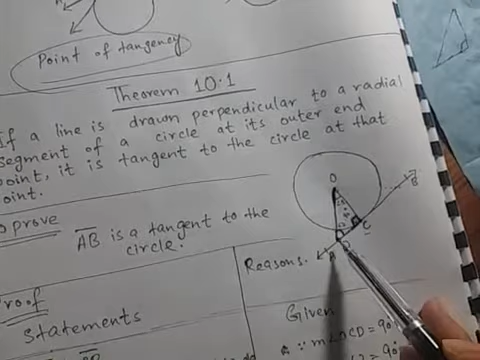 Point of tangency
Theorem 10.1
If a line is drawn perpendicular to a radial
segment of a circle at its outer end
point, it is tangent to the circle at that
point.
o prove
AB is a tangent to the
circle.
O
B
C
A
D
Proof
Statements
Reasons.
Given
∵ m∠OCD = 90°